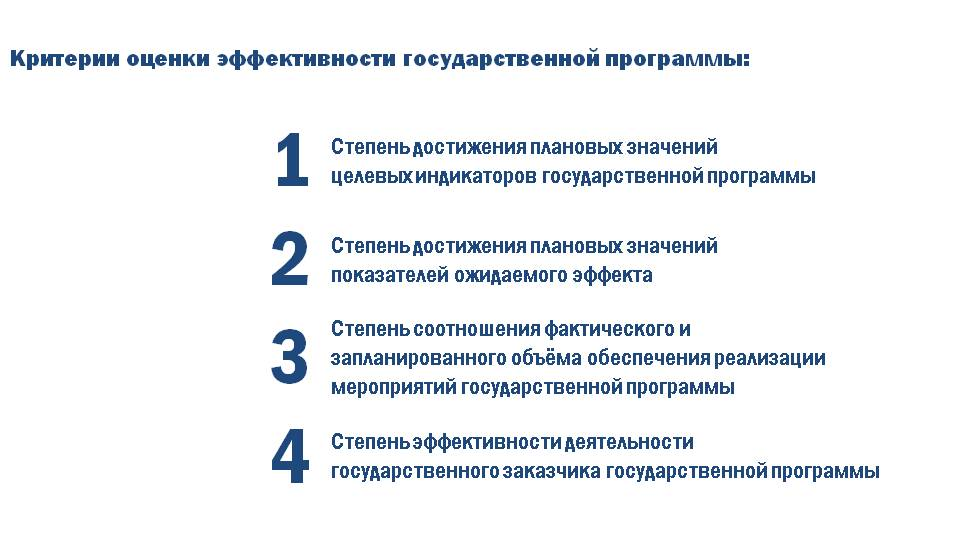 Критерии оценки эффективности государственной программы:
1
Степень достижения плановых значений
целевых индикаторов государственной программы
2
Степень достижения плановых значений
показателей ожидаемого эффекта
3
Степень соотношения фактического и
запланированного объёма обеспечения реализации
мероприятий государственной программы
4
Степень эффективности деятельности
государственного заказчика государственной программы